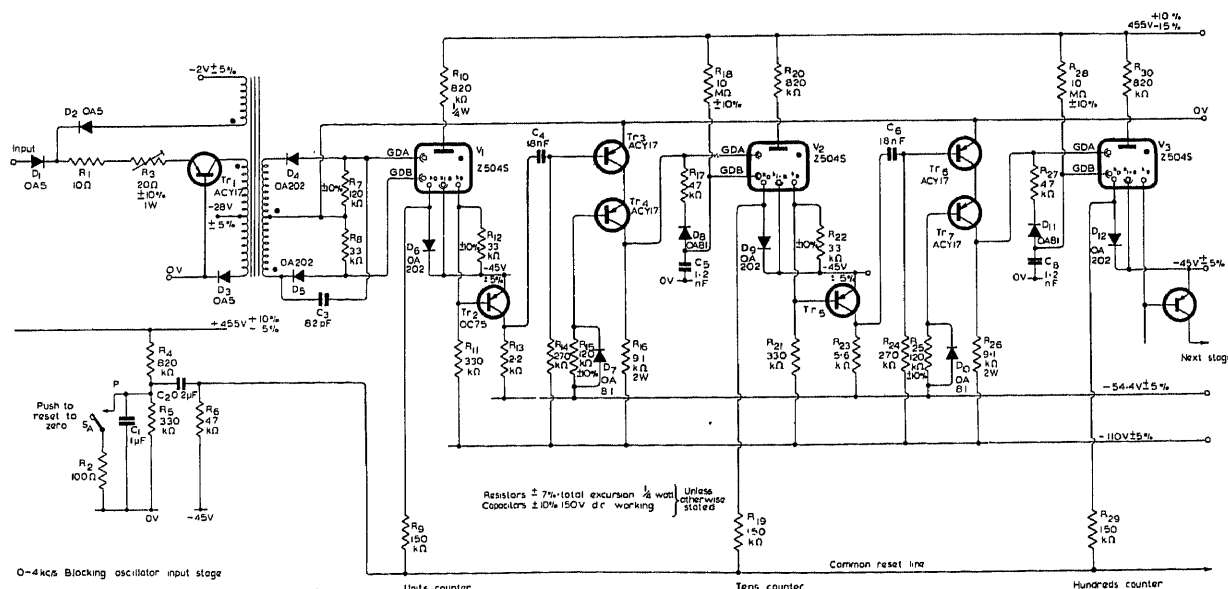 +10%
455V-15%
-2V±5%
D2 OA5
Input
D1
OA5
R1
10Ω
R3
20Ω
±10%
1W
Tr1
ACY17
-28V
±5%
0V
D3
OA5
D4
OA202
±10%
R7
120
kΩ
R8
33
kΩ
OA202
D5
C3
82pF
R10
820
kΩ
¼W
V1
Z504S
GDA
GDB
D6
OA
202
R12
±10%
33
kΩ
-45V
±5%
Tr2
OC75
C4
18nF
Tr3
ACY17
Tr4
ACY17
R11
330
kΩ
R13
2·2
kΩ
R14
270
kΩ
R15
120
kΩ
±10%
D7
OA
81
R16
91
kΩ
2W
R18
10
MΩ
±10%
R17
47
kΩ
D8
OA81
C5
1·2
nF
0V
R20
820
kΩ
V2
Z504S
GDA
GDB
D9
OA
202
R22
±10%
33
kΩ
-45V
±5%
Tr5
C6
18nF
Tr6
ACY17
Tr7
ACY17
R21
330
kΩ
R23
5·6
kΩ
R24
270
kΩ
R25
120
kΩ
±10%
OA
81
R26
9·1
kΩ
2W
R28
10
MΩ
±10%
R27
47
kΩ
D11
OA81
C8
1·2
nF
0V
R30
820
kΩ
0V
V3
Z504S
GDA
GDB
D12
OA
202
-45V±5%
Next stage
-54·4V±5%
-110V±5%
+455V+10%
-5%
R4
820
kΩ
P
C2 0·2µF
Push to
reset to
zero
SA
C1
1µF
R5
330
kΩ
R6
47
kΩ
R2
100Ω
0V
-45V
Resistors ± 7%-total excursion ¼ watt
Capacitors ±10% 150V dc working
Unless
otherwise
stated
R9
150
kΩ
R19
150
kΩ
R29
150
kΩ
Common reset line
0-4kc/s Blocking oscillator input stage
Units counter
Tens counter
Hundreds counter